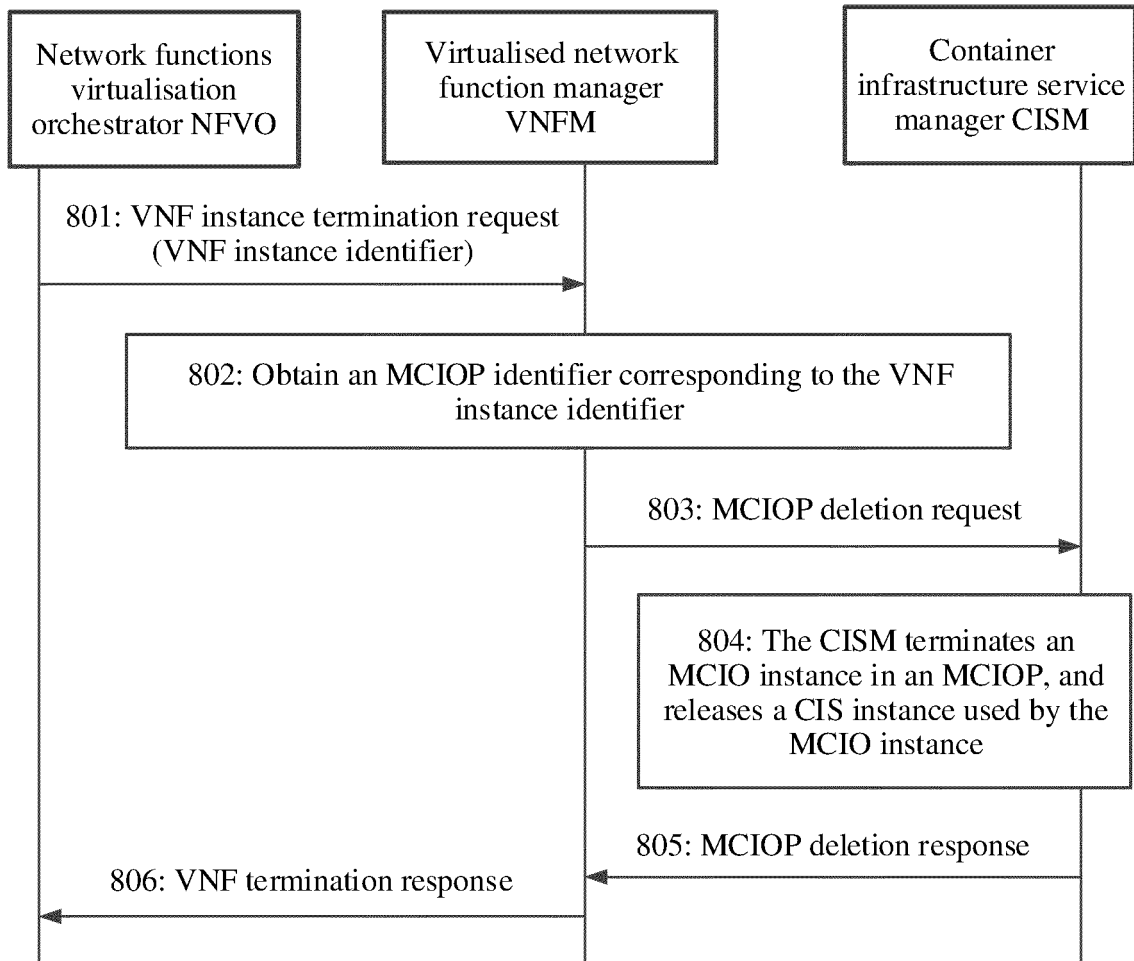 Network functions
virtualisation
orchestrator NFVO
Virtualised network
function manager
VNFM
Container
infrastructure service
manager CISM
801: VNF instance termination request
(VNF instance identifier)
802: Obtain an MCIOP identifier corresponding to the VNF
instance identifier
803: MCIOP deletion request
804: The CISM terminates an
MCIO instance in an MCIOP, and
releases a CIS instance used by the
MCIO instance
805: MCIOP deletion response
806: VNF termination response